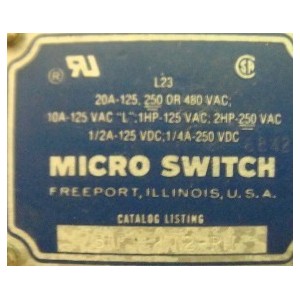 L23
20A-125, 250 OR 480 VAC;
10A-125 VAC "L"; 1HP-125 VAC; 2HP-250 VAC
1/2A-125 VDC; 1/4A-250 VDC
MICRO SWITCH
FREEPORT, ILLINOIS, U.S.A.
CATALOG LISTING